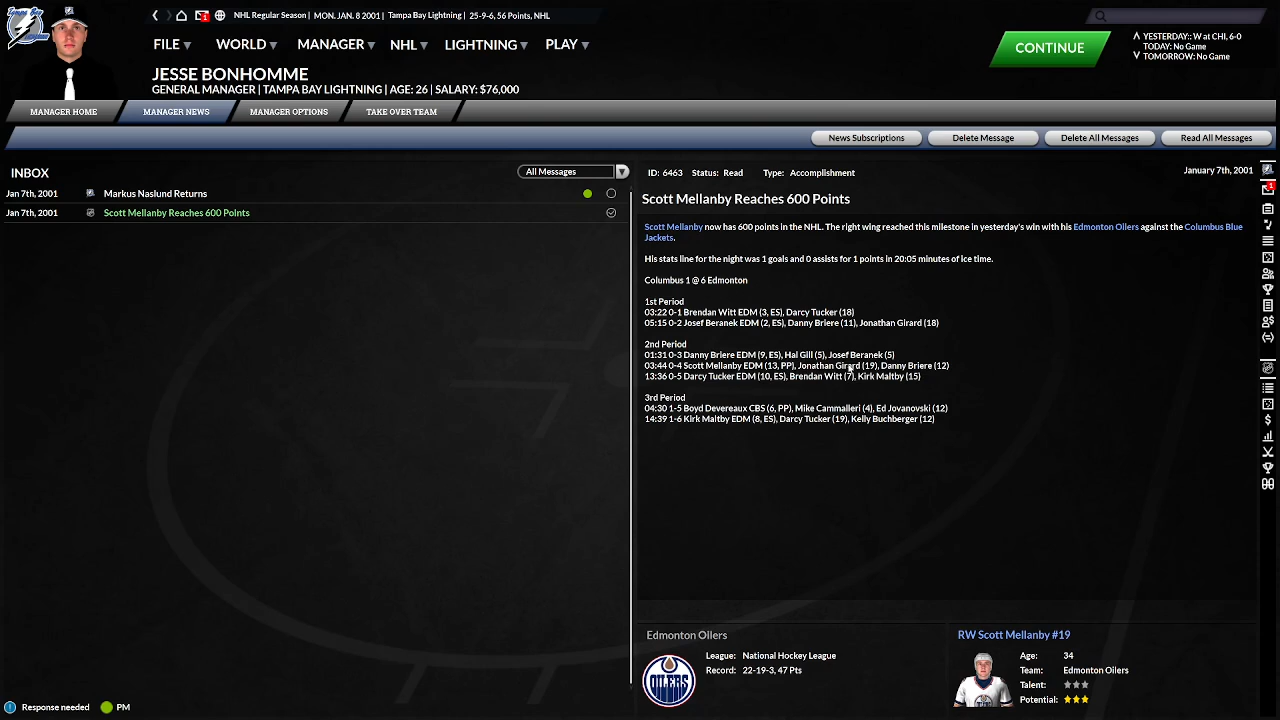 NHL Regular Season | MON. JAN. 8 2001 | Tampa Bay Lightning | 25-9-6, 56 Points, NHL
FILE WORLD MANAGER NHL LIGHTNING PLAY
CONTINUE
YESTERDAY: W at CHI, 6-0
TODAY: No Game
TOMORROW: No Game
JESSE BONHOMME
GENERAL MANAGER | TAMPA BAY LIGHTNING | AGE: 26 | SALARY: $76,000
MANAGER HOME MANAGER NEWS MANAGER OPTIONS TAKE OVER TEAM
News Subscriptions Delete Message Delete All Messages Read All Messages
INBOX
All Messages
Jan 7th, 2001 Markus Naslund Returns
Jan 7th, 2001 Scott Mellanby Reaches 600 Points
ID: 6463 Status: Read Type: Accomplishment January 7th, 2001
Scott Mellanby Reaches 600 Points
Scott Mellanby now has 600 points in the NHL. The right wing reached this milestone in yesterday's win with his Edmonton Oilers against the Columbus Blue
Jackets.
His stats line for the night was 1 goals and 0 assists for 1 points in 20:05 minutes of ice time.
Columbus 1 @ 6 Edmonton
1st Period
03:22 0-1 Brendan Witt EDM (3, ES), Darcy Tucker (18)
05:15 0-2 Josef Beranek EDM (2, ES), Danny Briere (11), Jonathan Girard (18)
2nd Period
01:31 0-3 Danny Briere EDM (9, ES), Hal Gill (5), Josef Beranek (5)
03:44 0-4 Scott Mellanby EDM (13, PP), Jonathan Girard (19), Danny Briere (12)
13:36 0-5 Darcy Tucker EDM (10, ES), Brendan Witt (7), Kirk Maltby (15)
3rd Period
04:30 1-5 Boyd Devereaux CBS (6, PP), Mike Cammalleri (4), Ed Jovanovski (12)
14:39 1-6 Kirk Maltby EDM (8, ES), Darcy Tucker (19), Kelly Buchberger (12)
Edmonton Oilers
League: National Hockey League
Record: 22-19-3, 47 Pts
OILERS
RW Scott Mellanby #19
Age: 34
Team: Edmonton Oilers
Talent:
Potential:
Response needed PM